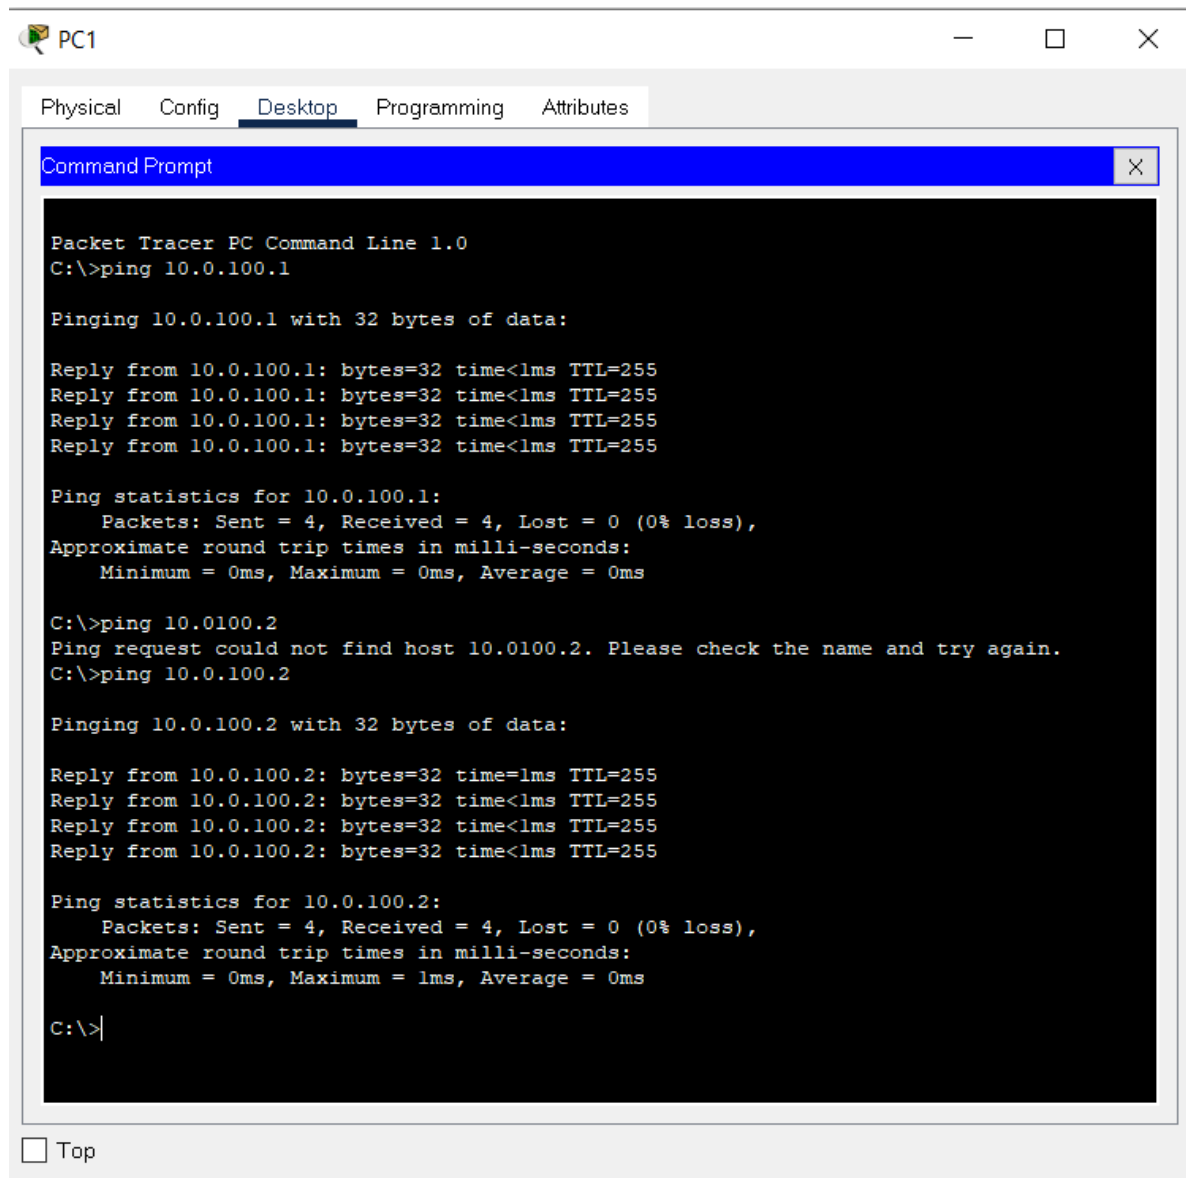 PC1
Physical Config Desktop Programming Attributes
Command Prompt
X
Packet Tracer PC Command Line 1.0
C:\>ping 10.0.100.1
Pinging 10.0.100.1 with 32 bytes of data:
Reply from 10.0.100.1: bytes=32 time<1ms TTL=255
Reply from 10.0.100.1: bytes=32 time<1ms TTL=255
Reply from 10.0.100.1: bytes=32 time<1ms TTL=255
Reply from 10.0.100.1: bytes=32 time<1ms TTL=255
Ping statistics for 10.0.100.1:
Packets: Sent = 4, Received = 4, Lost = 0 (0% loss),
Approximate round trip times in milli-seconds:
Minimum = 0ms, Maximum = 0ms, Average = 0ms
C:\>ping 10.0100.2
Ping request could not find host 10.0100.2. Please check the name and try again.
C:\>ping 10.0.100.2
Pinging 10.0.100.2 with 32 bytes of data:
Reply from 10.0.100.2: bytes=32 time=1ms TTL=255
Reply from 10.0.100.2: bytes=32 time<1ms TTL=255
Reply from 10.0.100.2: bytes=32 time<1ms TTL=255
Reply from 10.0.100.2: bytes=32 time<1ms TTL=255
Ping statistics for 10.0.100.2:
Packets: Sent = 4, Received = 4, Lost = 0 (0% loss),
Approximate round trip times in milli-seconds:
Minimum = 0ms, Maximum = 1ms, Average = 0ms
C:\>
Top